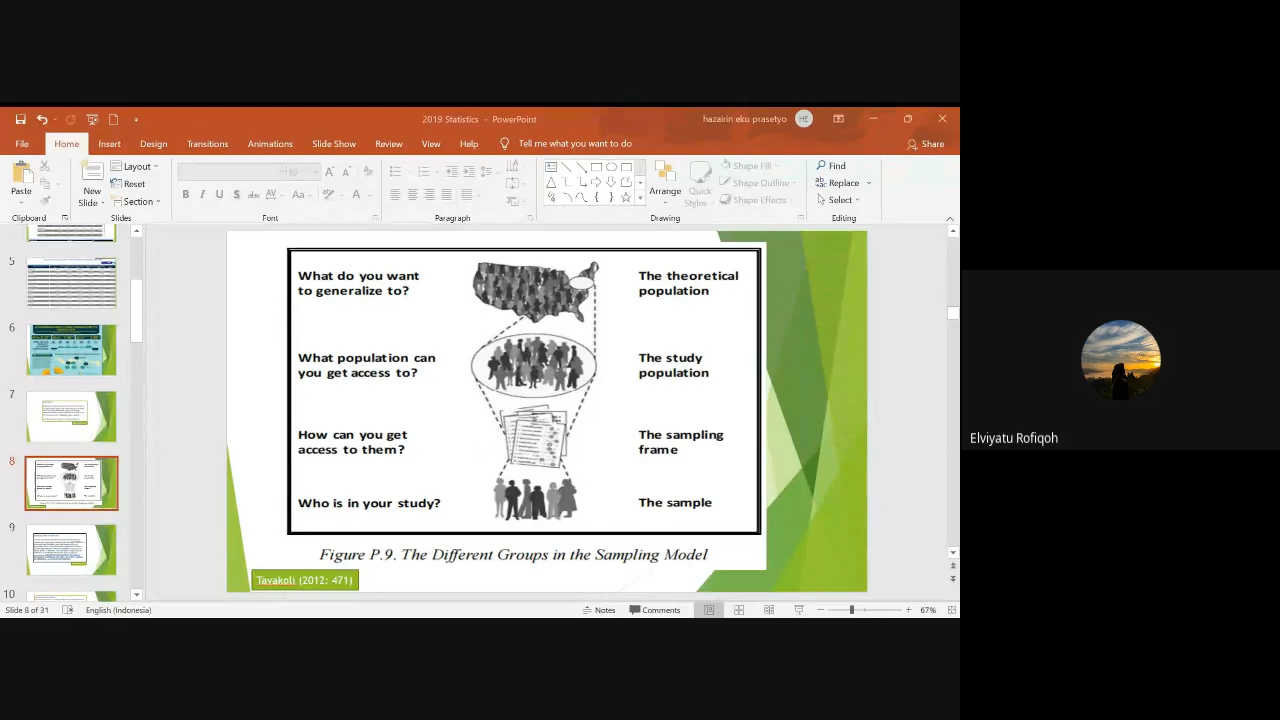 2019 Statistics - PowerPoint
hazairin eko prasetyo
HE
File
Home
Insert
Design
Transitions
Animations
Slide Show
Review
View
Help
Tell me what you want to do
Share
Paste
New
Slide
Layout
Reset
Section
B I U S abc AV Aa A
Arrange
Quick
Styles
Shape Fill
Shape Outline
Shape Effects
Find
Replace
Select
Clipboard
Slides
Font
Paragraph
Drawing
Editing
5
6
7
8
9
10
What do you want
to generalize to?
The theoretical
population
What population can
you get access to?
The study
population
How can you get
access to them?
The sampling
frame
Who is in your study?
The sample
Figure P.9. The Different Groups in the Sampling Model
Tavakoli (2012: 471)
English (Indonesia)
Notes
Comments
67%
Elviyatu Rofiqoh